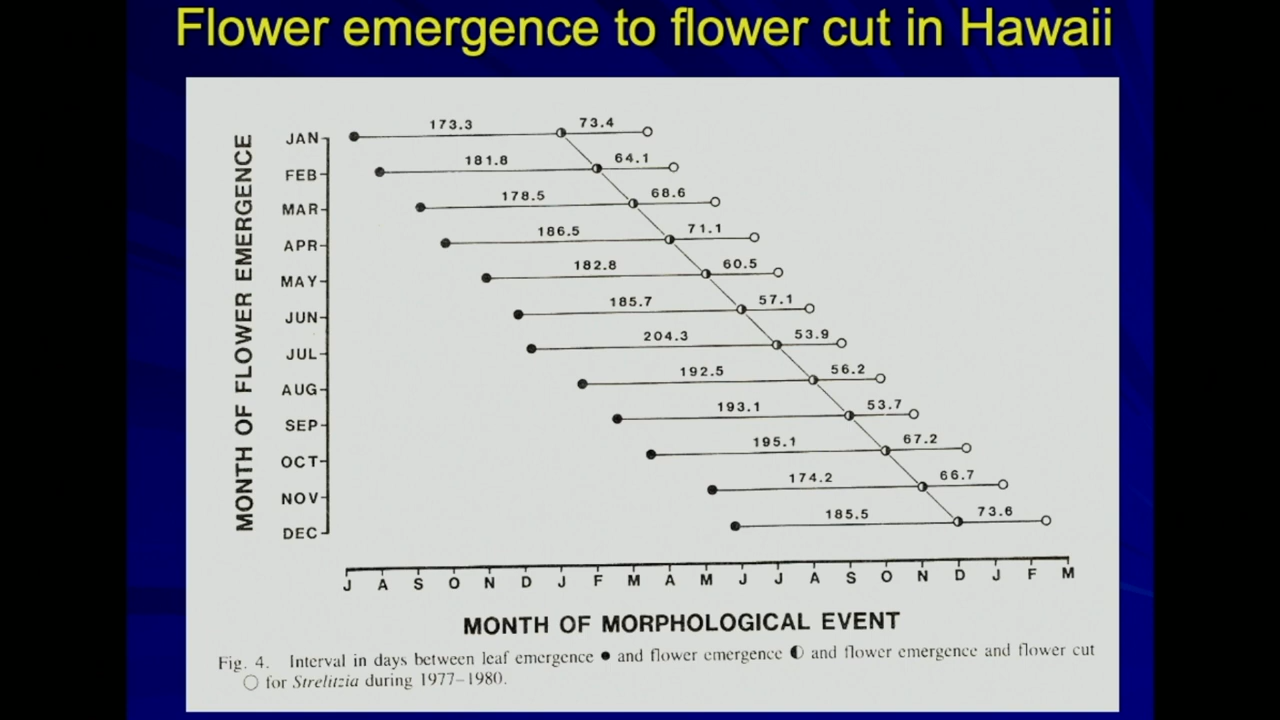 Flower emergence to flower cut in Hawaii
MONTH OF FLOWER EMERGENCE
JAN 173.3 73.4
FEB 181.8 64.1
MAR 178.5 68.6
APR 186.5 71.1
MAY 182.8 60.5
JUN 185.7 57.1
JUL 204.3 53.9
AUG 192.5 56.2
SEP 193.1 53.7
OCT 195.1 67.2
NOV 174.2 66.7
DEC 185.5 73.6
J A S O N D J F M A M J J A S O N D J F M
MONTH OF MORPHOLOGICAL EVENT
Fig. 4. Interval in days between leaf emergence ● and flower emergence ◐ and flower emergence and flower cut
○ for Strelitzia during 1977–1980.